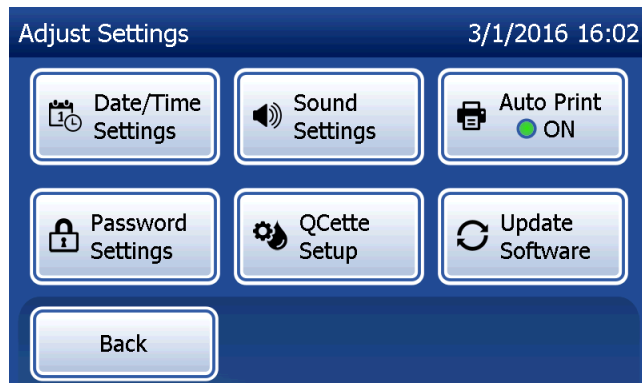 Adjust Settings 3/1/2016 16:02
Date/Time
Settings
Sound
Settings
Auto Print
ON
Password
Settings
QCette
Setup
Update
Software
Back